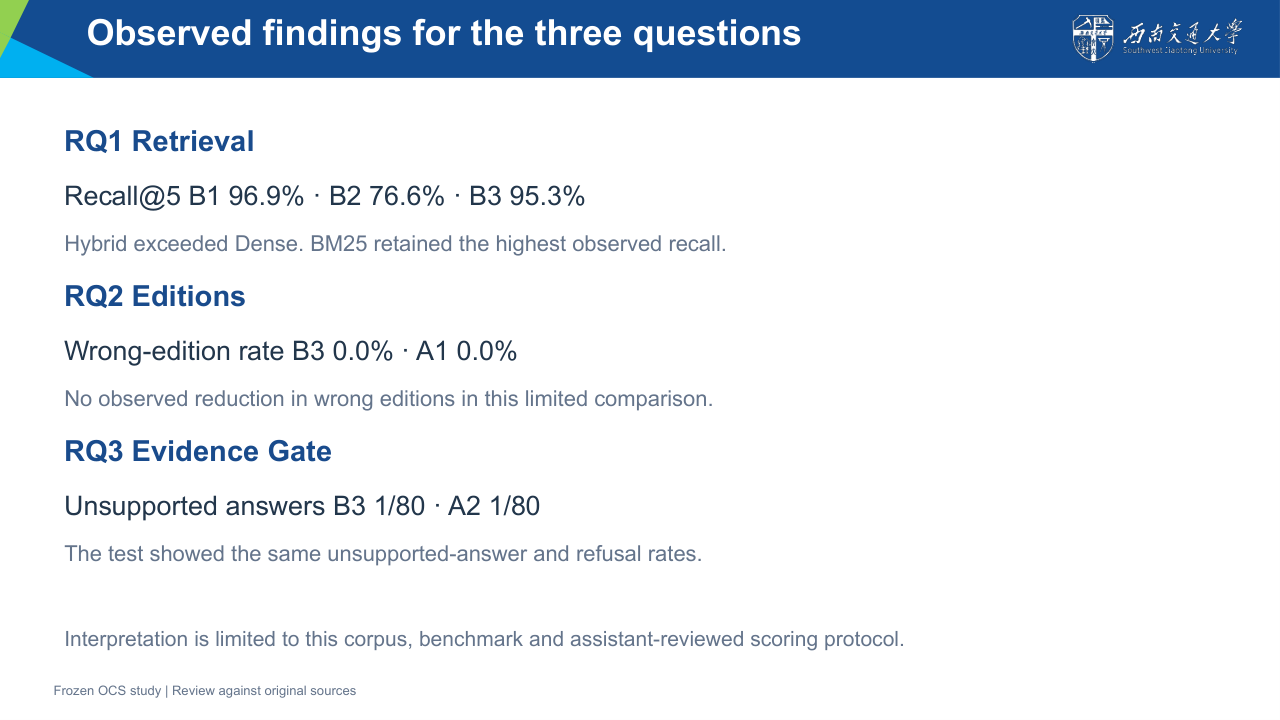 Observed findings for the three questions
西南交通大学
Southwest Jiaotong University
RQ1 Retrieval
Recall@5 B1 96.9% · B2 76.6% · B3 95.3%
Hybrid exceeded Dense. BM25 retained the highest observed recall.
RQ2 Editions
Wrong-edition rate B3 0.0% · A1 0.0%
No observed reduction in wrong editions in this limited comparison.
RQ3 Evidence Gate
Unsupported answers B3 1/80 · A2 1/80
The test showed the same unsupported-answer and refusal rates.
Interpretation is limited to this corpus, benchmark and assistant-reviewed scoring protocol.
Frozen OCS study | Review against original sources